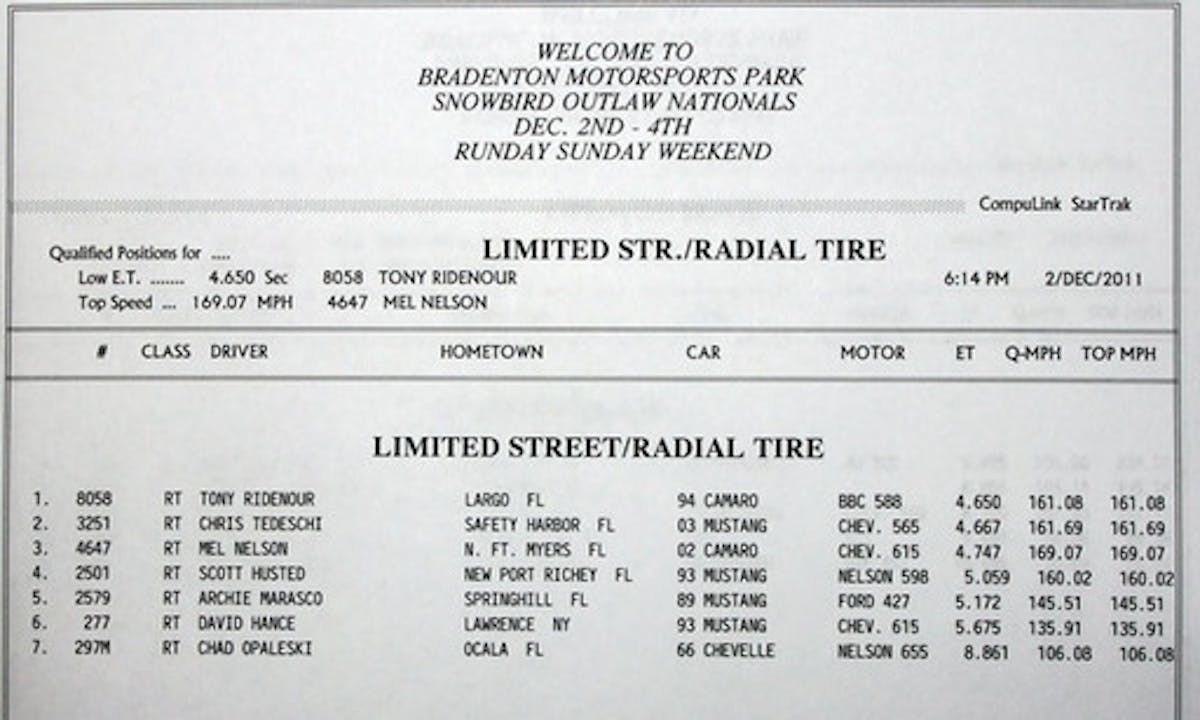 WELCOME TO
BRADENTON MOTORSPORTS PARK
SNOWBIRD OUTLAW NATIONALS
DEC. 2ND - 4TH
RUNDAY SUNDAY WEEKEND
CompuLink StarTrak
Qualified Positions for .... LIMITED STR./RADIAL TIRE
Low E.T. ....... 4.650 Sec 8058 TONY RIDENOUR 6:14 PM 2/DEC/2011
Top Speed ... 169.07 MPH 4647 MEL NELSON
# CLASS DRIVER HOMETOWN CAR MOTOR ET Q-MPH TOP MPH
LIMITED STREET/RADIAL TIRE
1. 8058 RT TONY RIDENOUR LARGO FL 94 CAMARO BBC 588 4.650 161.08 161.08
2. 3251 RT CHRIS TEDESCHI SAFETY HARBOR FL 03 MUSTANG CHEV. 565 4.667 161.69 161.69
3. 4647 RT MEL NELSON N. FT. MYERS FL 02 CAMARO CHEV. 615 4.747 169.07 169.07
4. 2501 RT SCOTT HUSTED NEW PORT RICHEY FL 93 MUSTANG NELSON 598 5.059 160.02 160.02
5. 2579 RT ARCHIE MARASCO SPRINGHILL FL 89 MUSTANG FORD 427 5.172 145.51 145.51
6. 277 RT DAVID HANCE LAWRENCE NY 93 MUSTANG CHEV. 615 5.675 135.91 135.91
7. 297M RT CHAD OPALESKI OCALA FL 66 CHEVELLE NELSON 655 8.861 106.08 106.08